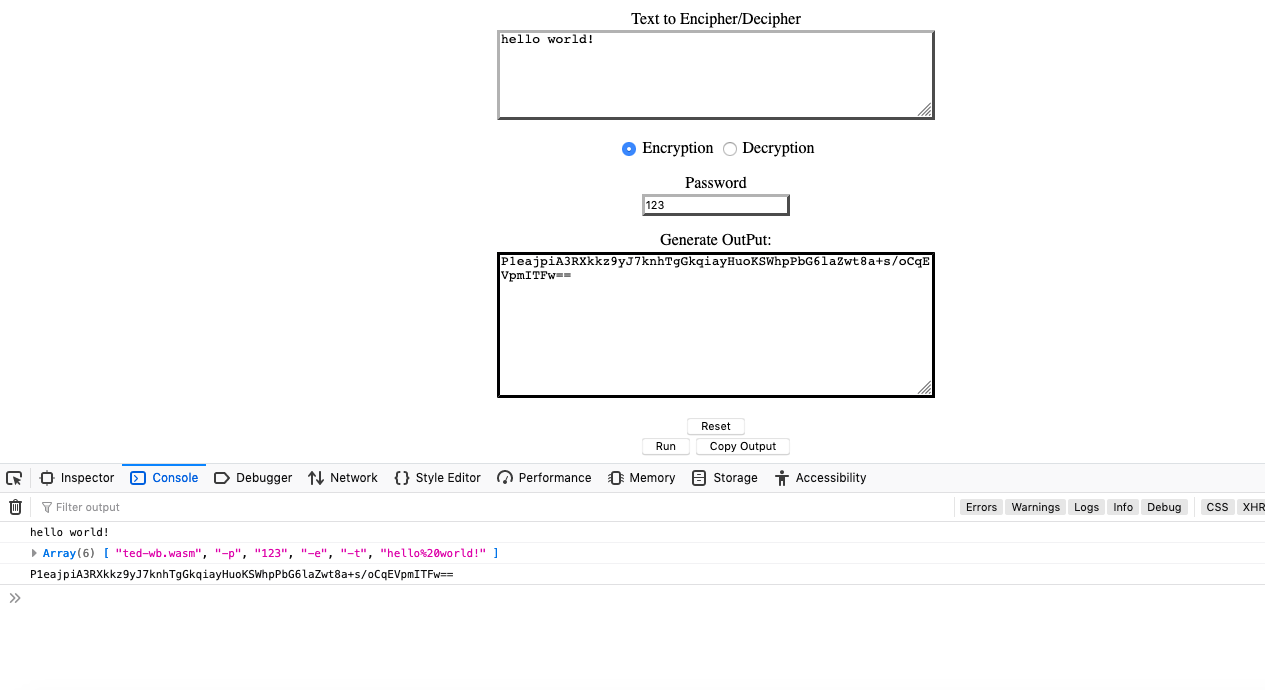 Text to Encipher/Decipher
hello world!
Encryption Decryption
Password
123
Generate OutPut:
P1eajpiA3RXkkz9yJ7knhTgGkqiayHuoKSWhpPbG6laZwt8a+s/oCqE
VpmITFw==
Reset
Run Copy Output
Inspector Console Debugger Network Style Editor Performance Memory Storage Accessibility
Filter output Errors Warnings Logs Info Debug CSS XHR
hello world!
Array(6) [ "ted-wb.wasm", "-p", "123", "-e", "-t", "hello%20world!" ]
P1eajpiA3RXkkz9yJ7knhTgGkqiayHuoKSWhpPbG6laZwt8a+s/oCqEVpmITFw==